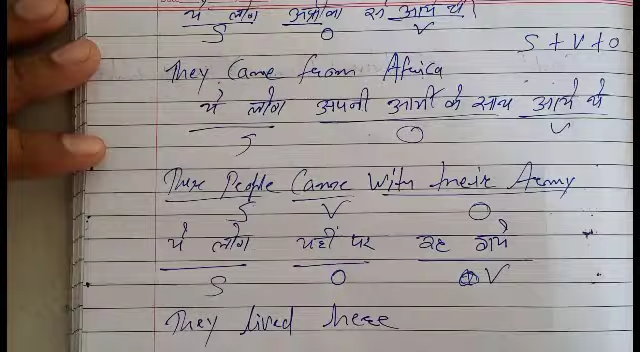 ये लोग अफ्रीका से आये थे।
S O V
S + V + O
They Came from Africa
ये लोग अपनी आर्मी के साथ आये थे
S O V
These People Came With their Army
S V O
ये लोग यहीं पर रह गये
S O V
They lived here